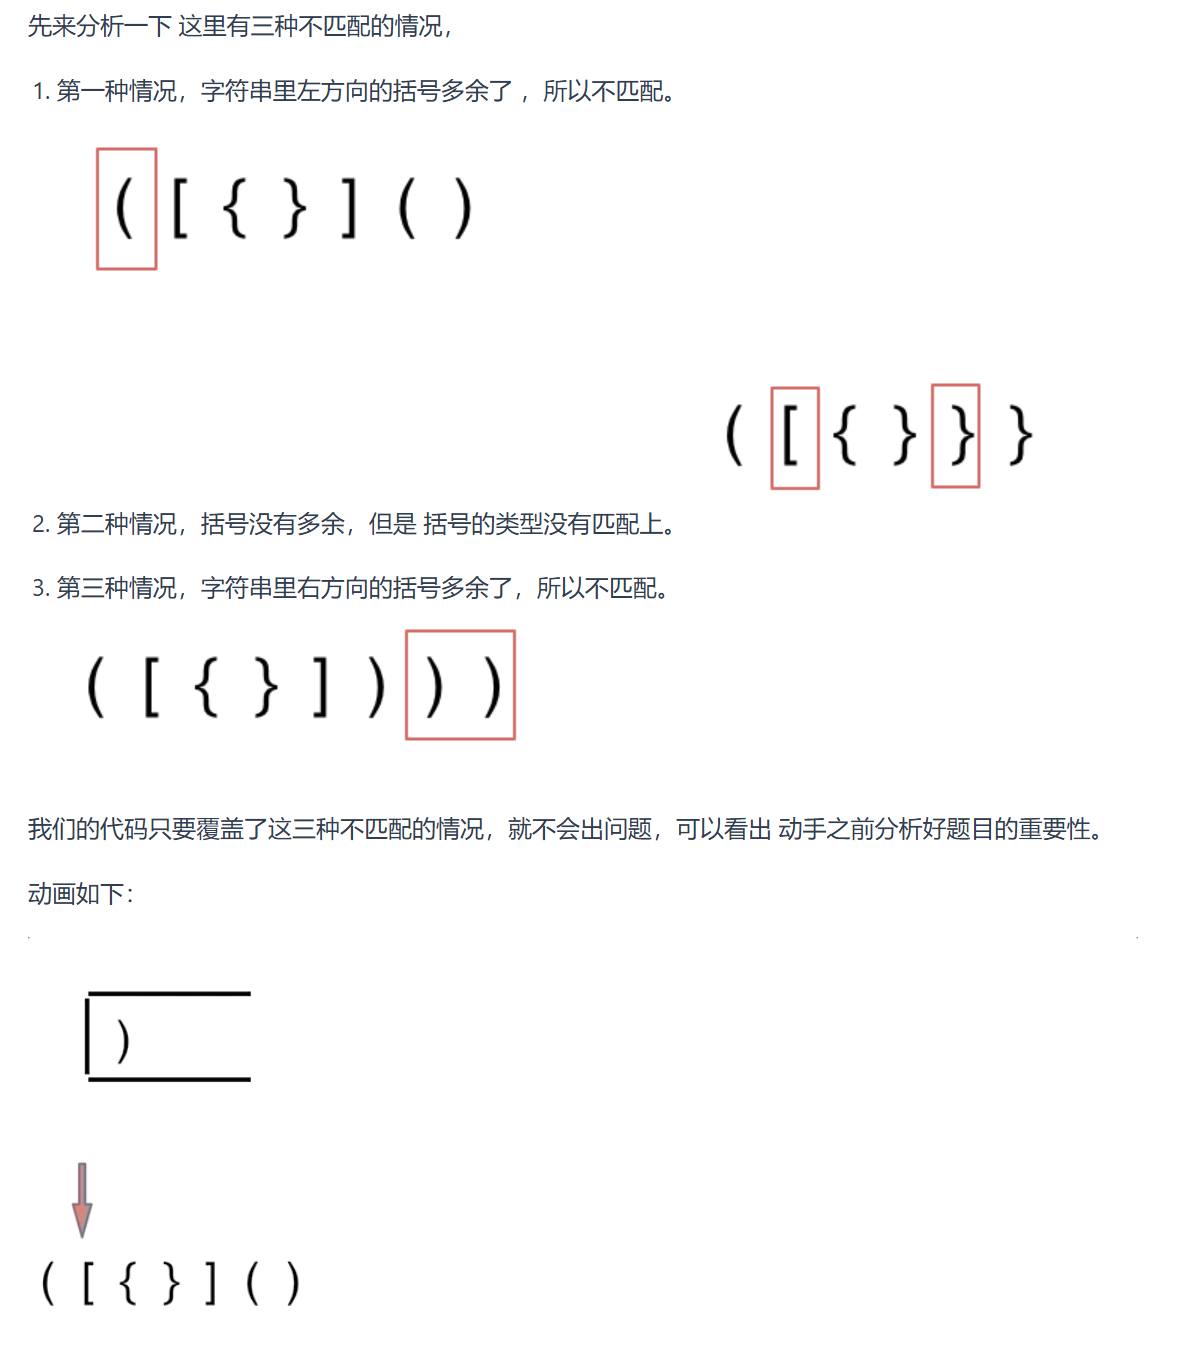 先来分析一下 这里有三种不匹配的情况，
1. 第一种情况，字符串里左方向的括号多余了 ，所以不匹配。
( [ { } ] ( )
( [ { } } }
2. 第二种情况，括号没有多余，但是 括号的类型没有匹配上。
3. 第三种情况，字符串里右方向的括号多余了，所以不匹配。
( [ { } ] ) ) )
我们的代码只要覆盖了这三种不匹配的情况，就不会出问题，可以看出 动手之前分析好题目的重要性。
动画如下：
)
( [ { } ] ( )